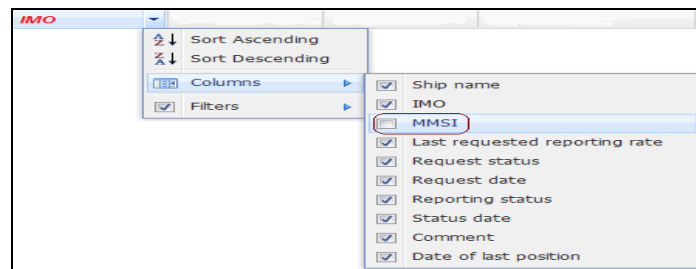 IMO
Sort Ascending
Sort Descending
Columns
Filters
Ship name
IMO
MMSI
Last requested reporting rate
Request status
Request date
Reporting status
Status date
Comment
Date of last position